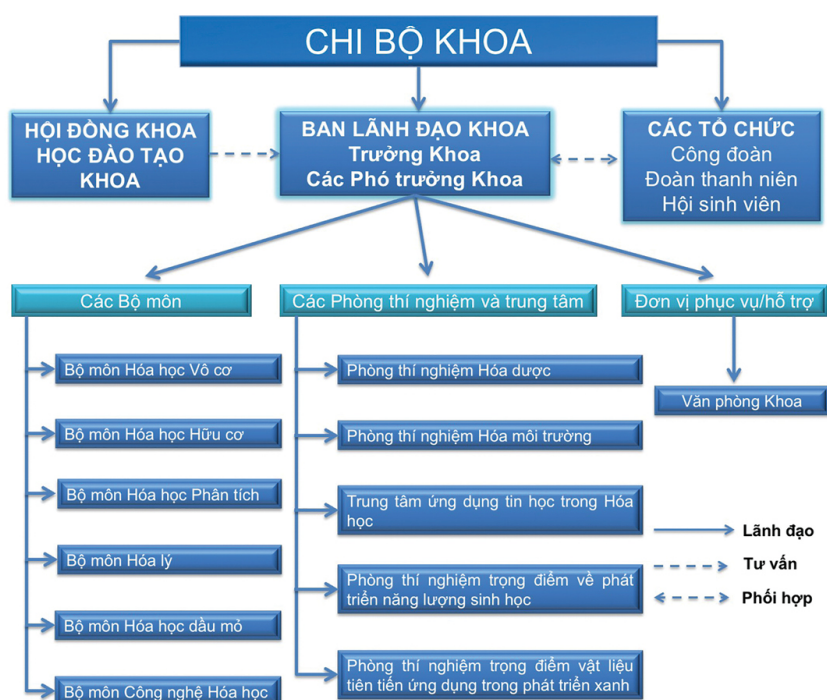 CHI BỘ KHOA
HỘI ĐỒNG KHOA
HỌC ĐÀO TẠO
KHOA
BAN LÃNH ĐẠO KHOA
Trưởng Khoa
Các Phó trưởng Khoa
CÁC TỔ CHỨC
Công đoàn
Đoàn thanh niên
Hội sinh viên
Các Bộ môn
Bộ môn Hóa học Vô cơ
Bộ môn Hóa học Hữu cơ
Bộ môn Hóa học Phân tích
Bộ môn Hóa lý
Bộ môn Hóa học dầu mỏ
Bộ môn Công nghệ Hóa học
Các Phòng thí nghiệm và trung tâm
Phòng thí nghiệm Hóa dược
Phòng thí nghiệm Hóa môi trường
Trung tâm ứng dụng tin học trong Hóa
học
Phòng thí nghiệm trọng điểm về phát
triển năng lượng sinh học
Phòng thí nghiệm trọng điểm vật liệu
tiên tiến ứng dụng trong phát triển xanh
Đơn vị phục vụ/hỗ trợ
Văn phòng Khoa
Lãnh đạo
Tư vấn
Phối hợp